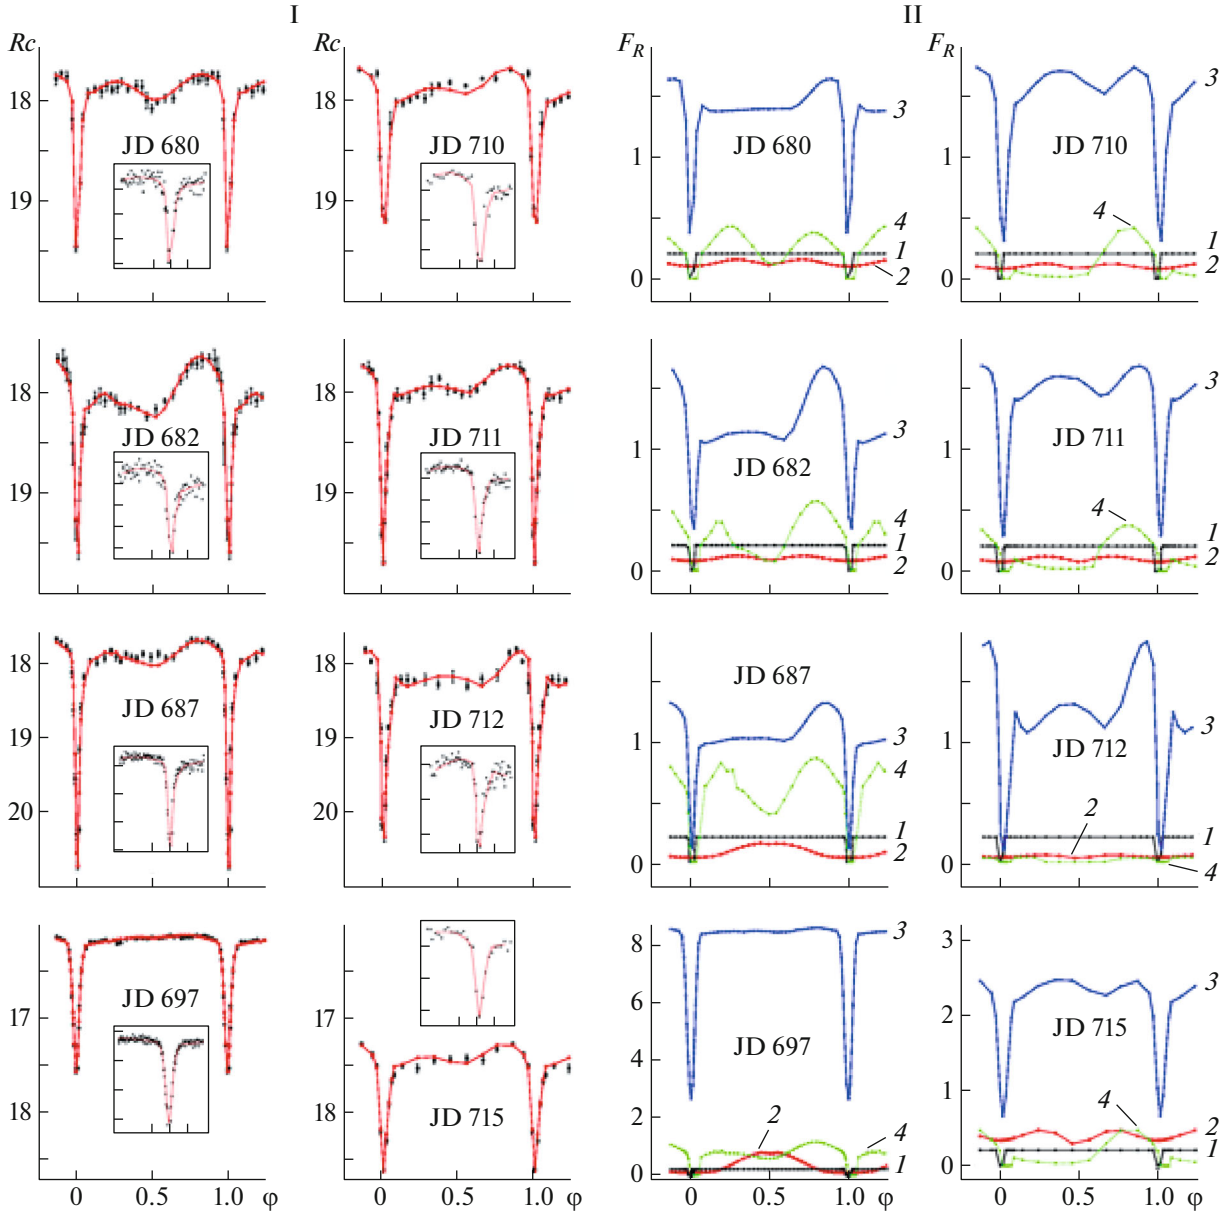 I II
Rc Rc F_R F_R
18 JD 680 19
18 JD 710 19
1 JD 680 0 3 4 1 2
1 JD 710 0 3 4 1 2
18 JD 682 19
18 JD 711 19
1 JD 682 0 3 4 1 2
1 JD 711 0 3 4 1 2
18 JD 687 19 20
18 JD 712 19 20
1 JD 687 0 3 4 1 2
1 JD 712 0 3 1 2 4
17 JD 697 18
17 JD 715 18
8 6 4 2 0 JD 697 3 2 4 1
3 2 1 0 JD 715 3 4 2 1
0 0.5 1.0 φ 0 0.5 1.0 φ 0 0.5 1.0 φ 0 0.5 1.0 φ